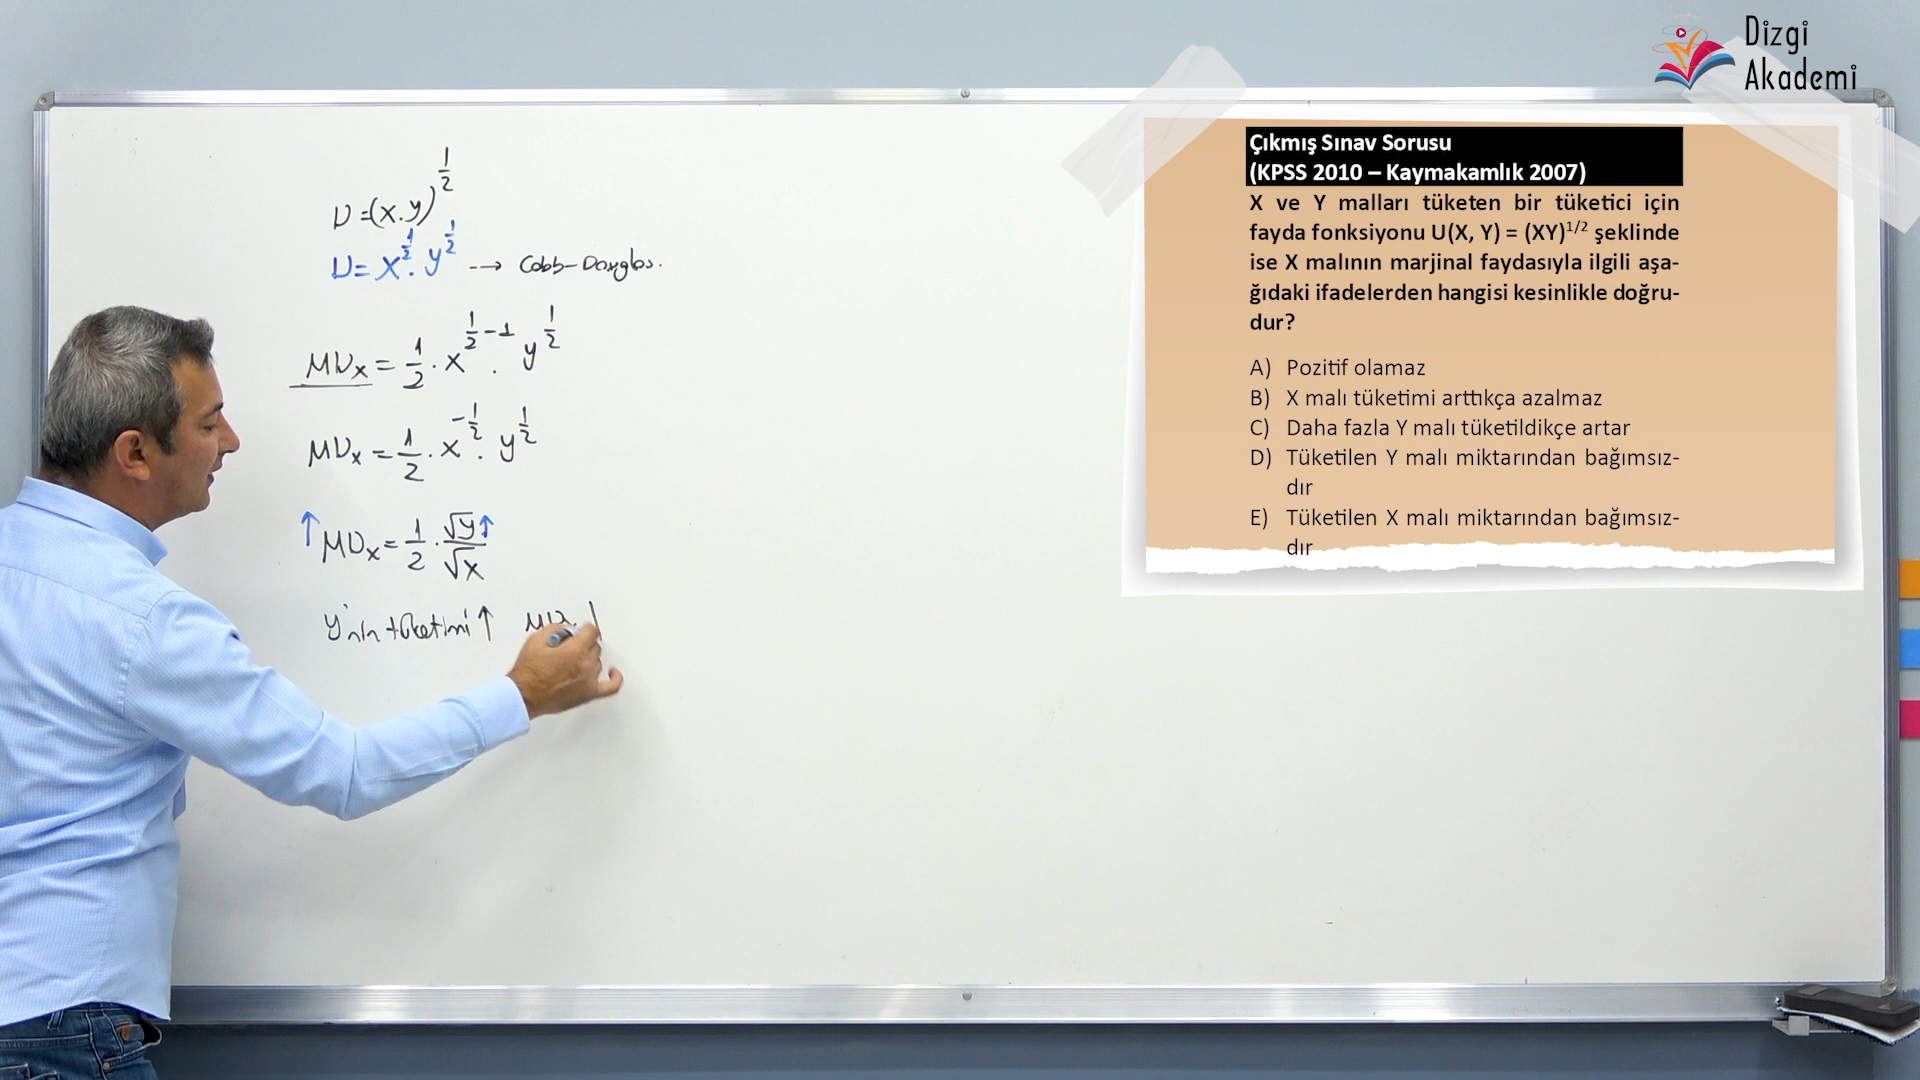 Dizgi
Akademi
U=(x.y)^1/2
U=x^1/2.y^1/2 → Cobb-Douglas.
MUx = 1/2 . x^1/2-1 . y^1/2
MUx = 1/2 . x^-1/2 . y^1/2
↑MUx = 1/2 . √y↑/√x
y'nin tüketimi ↑
Çıkmış Sınav Sorusu
(KPSS 2010 – Kaymakamlık 2007)
X ve Y malları tüketen bir tüketici için
fayda fonksiyonu U(X, Y) = (XY)^1/2 şeklinde
ise X malının marjinal faydasıyla ilgili aşa-
ğıdaki ifadelerden hangisi kesinlikle doğru-
dur?
A) Pozitif olamaz
B) X malı tüketimi arttıkça azalmaz
C) Daha fazla Y malı tüketildikçe artar
D) Tüketilen Y malı miktarından bağımsız-
dır
E) Tüketilen X malı miktarından bağımsız-
dır